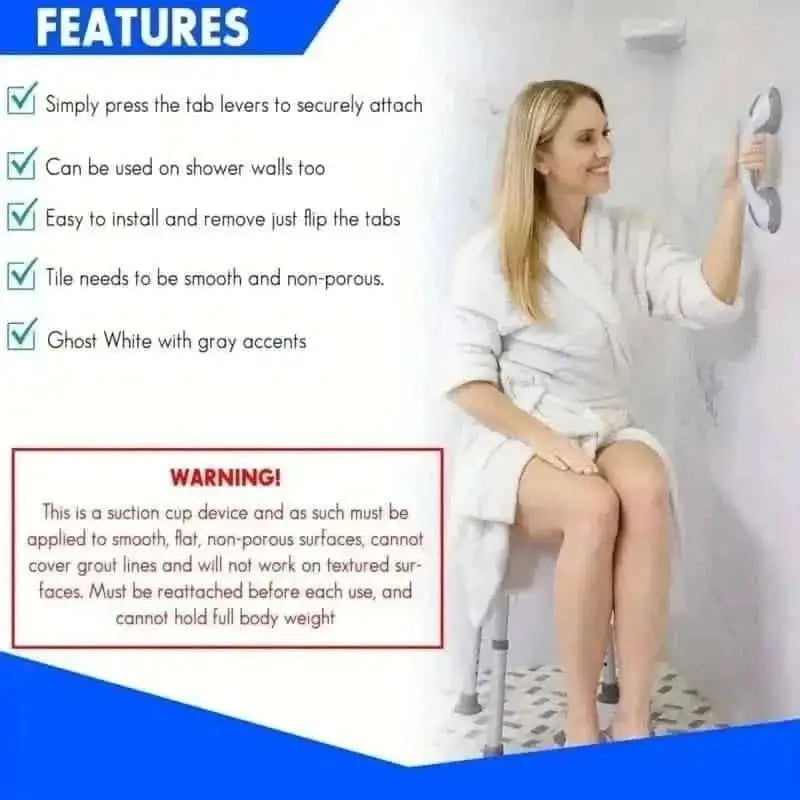 FEATURES
Simply press the tab levers to securely attach
Can be used on shower walls too
Easy to install and remove just flip the tabs
Tile needs to be smooth and non-porous.
Ghost White with gray accents
WARNING!
This is a suction cup device and as such must be
applied to smooth, flat, non-porous surfaces, cannot
cover grout lines and will not work on textured sur-
faces. Must be reattached before each use, and
cannot hold full body weight